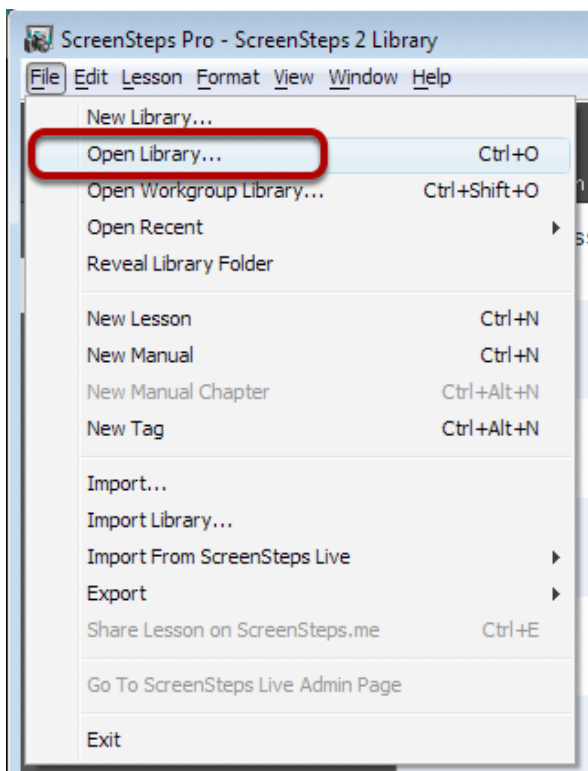 ScreenSteps Pro - ScreenSteps 2 Library
File Edit Lesson Format View Window Help
New Library...
Open Library... Ctrl+O
Open Workgroup Library... Ctrl+Shift+O
Open Recent
Reveal Library Folder
New Lesson Ctrl+N
New Manual Ctrl+N
New Manual Chapter Ctrl+Alt+N
New Tag Ctrl+Alt+N
Import...
Import Library...
Import From ScreenSteps Live
Export
Share Lesson on ScreenSteps.me Ctrl+E
Go To ScreenSteps Live Admin Page
Exit